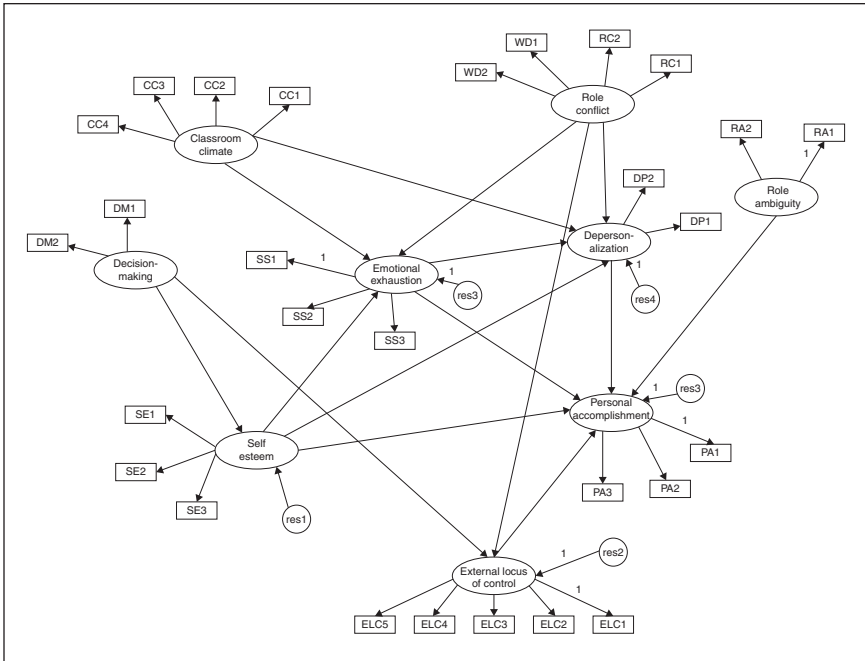 WD1
RC2
WD2
RC1
CC3
CC2
CC1
CC4
Role
conflict
Classroom
climate
RA2
RA1
1
DP2
Role
ambiguity
DM1
DP1
DM2
Deperson-
alization
Decision-
making
SS1
1
Emotional
exhaustion
1
res3
1
res4
SS2
SS3
Personal
accomplishment
1
res3
1
SE1
Self
esteem
PA1
SE2
PA3
PA2
SE3
res1
External locus
of control
1
res2
1
ELC5
ELC4
ELC3
ELC2
ELC1